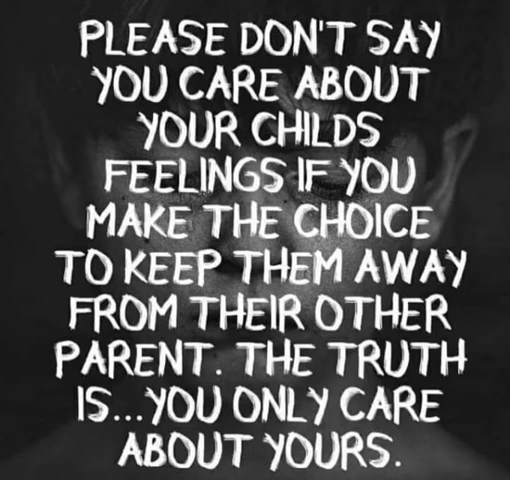 PLEASE DON'T SAY
YOU CARE ABOUT
YOUR CHILDS
FEELINGS IF YOU
MAKE THE CHOICE
TO KEEP THEM AWAY
FROM THEIR OTHER
PARENT. THE TRUTH
IS...YOU ONLY CARE
ABOUT YOURS.